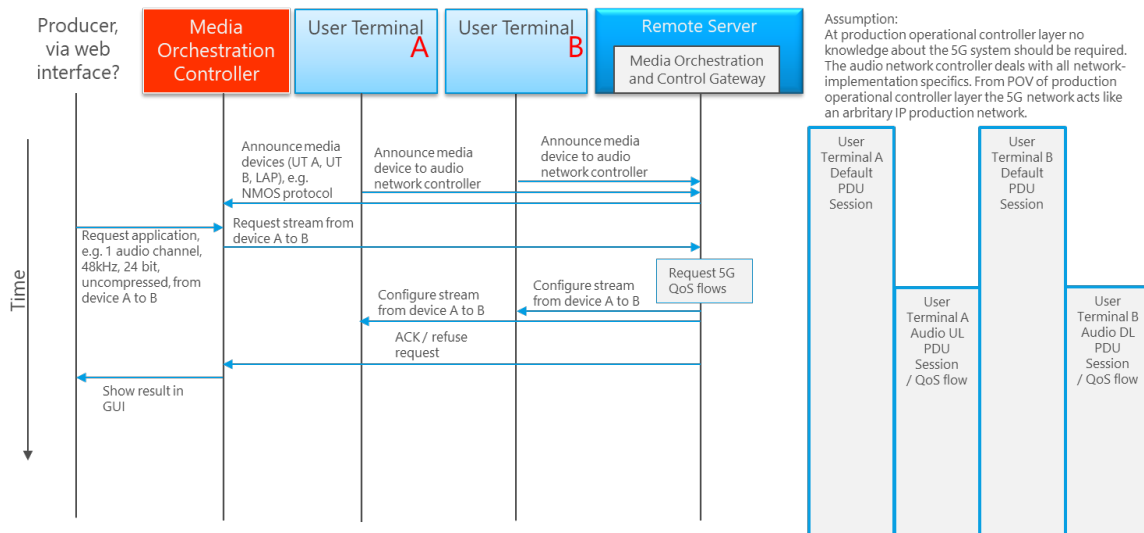 Producer,
via web
interface?
Media
Orchestration
Controller
User Terminal
A
User Terminal
B
Remote Server
Media Orchestration
and Control Gateway
Assumption:
At production operational controller layer no
knowledge about the 5G system should be required.
The audio network controller deals with all network-
implementation specifics. From POV of production
operational controller layer the 5G network acts like
an arbritary IP production network.
Time
Announce media
devices (UT A, UT
B, LAP), e.g.
NMOS protocol
Announce media
device to audio
network controller
Announce media
device to audio
network controller
Request application,
e.g. 1 audio channel,
48kHz, 24 bit,
uncompressed, from
device A to B
Request stream from
device A to B
Request 5G
QoS flows
Configure stream
from device A to B
Configure stream
from device A to B
ACK / refuse
request
Show result in
GUI
User
Terminal A
Default
PDU
Session
User
Terminal A
Audio UL
PDU
Session
/ QoS flow
User
Terminal B
Default
PDU
Session
User
Terminal B
Audio DL
PDU
Session
/ QoS flow